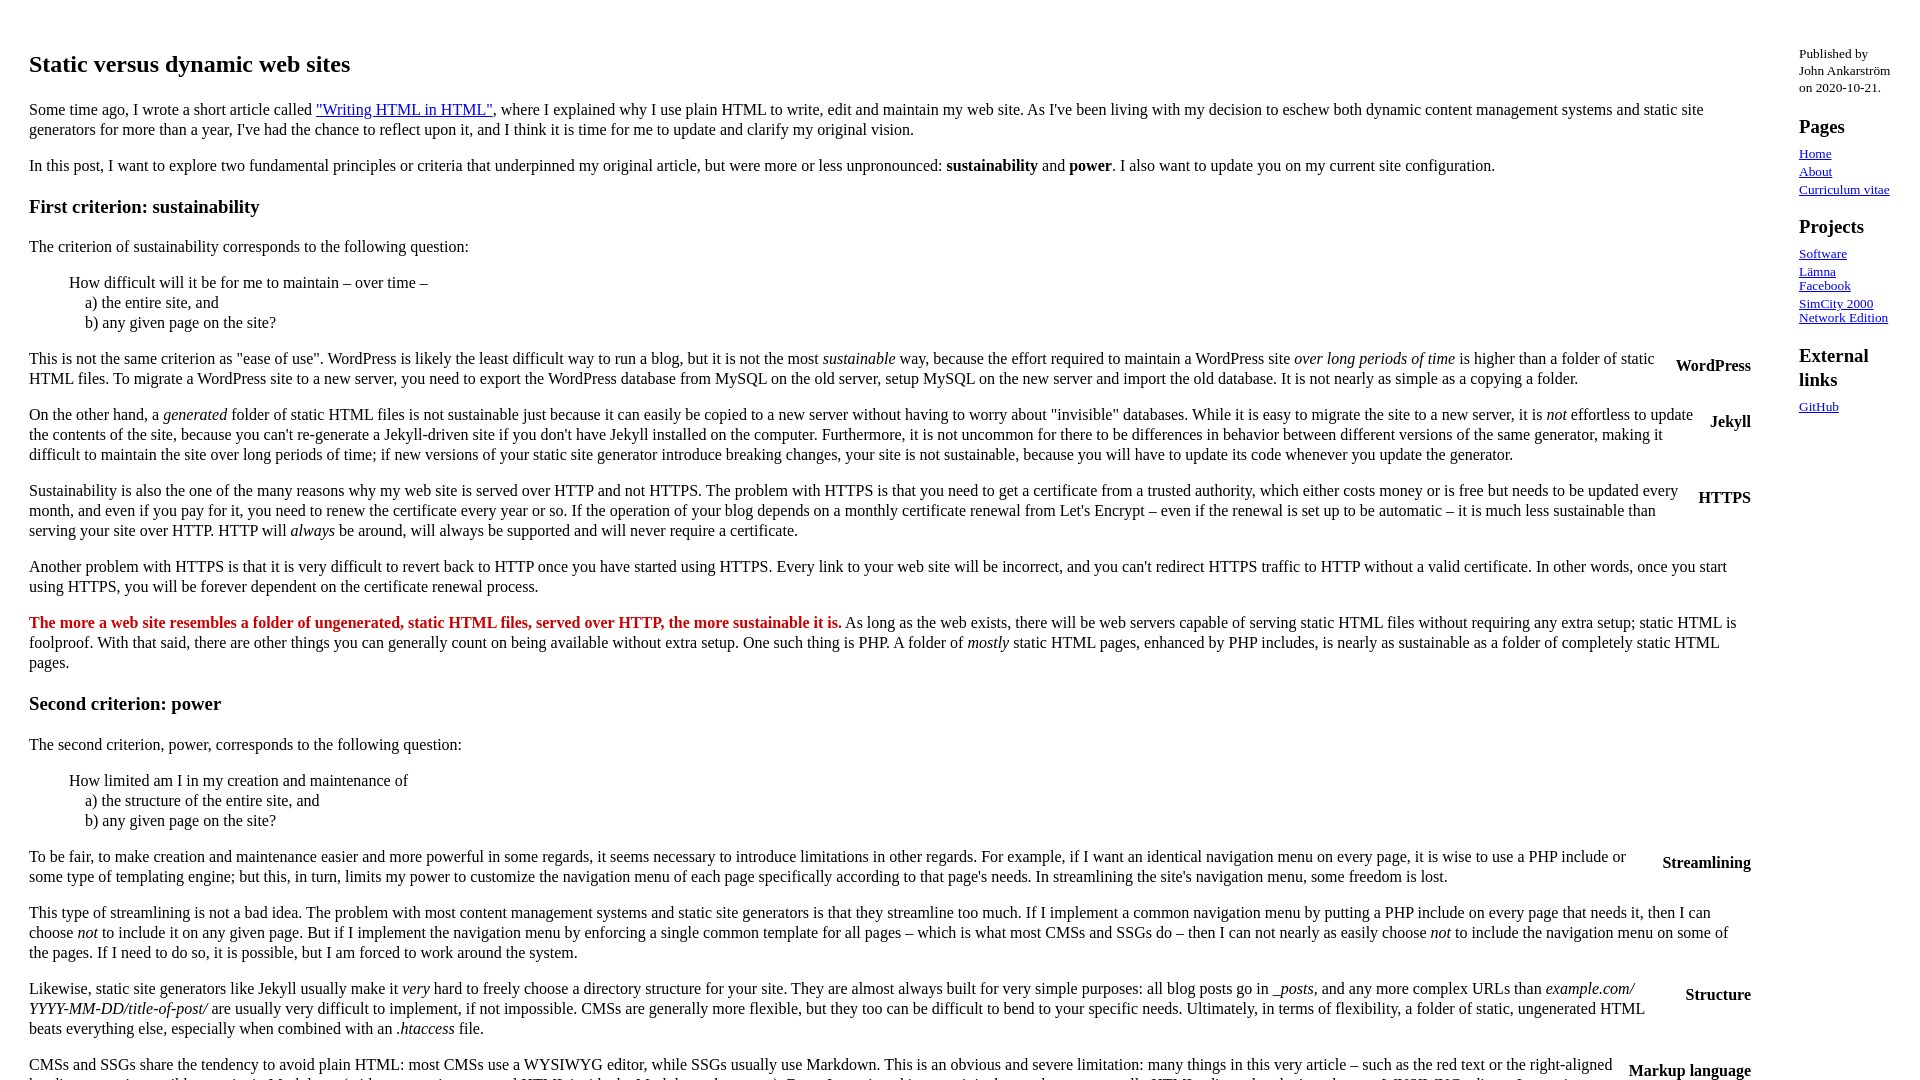 Static versus dynamic web sites
Some time ago, I wrote a short article called "Writing HTML in HTML", where I explained why I use plain HTML to write, edit and maintain my web site. As I've been living with my decision to eschew both dynamic content management systems and static site
generators for more than a year, I've had the chance to reflect upon it, and I think it is time for me to update and clarify my original vision.
In this post, I want to explore two fundamental principles or criteria that underpinned my original article, but were more or less unpronounced: sustainability and power. I also want to update you on my current site configuration.
First criterion: sustainability
The criterion of sustainability corresponds to the following question:
How difficult will it be for me to maintain – over time –
a) the entire site, and
b) any given page on the site?
This is not the same criterion as "ease of use". WordPress is likely the least difficult way to run a blog, but it is not the most sustainable way, because the effort required to maintain a WordPress site over long periods of time is higher than a folder of static
HTML files. To migrate a WordPress site to a new server, you need to export the WordPress database from MySQL on the old server, setup MySQL on the new server and import the old database. It is not nearly as simple as a copying a folder.
WordPress
On the other hand, a generated folder of static HTML files is not sustainable just because it can easily be copied to a new server without having to worry about "invisible" databases. While it is easy to migrate the site to a new server, it is not effortless to update
the contents of the site, because you can't re-generate a Jekyll-driven site if you don't have Jekyll installed on the computer. Furthermore, it is not uncommon for there to be differences in behavior between different versions of the same generator, making it
difficult to maintain the site over long periods of time; if new versions of your static site generator introduce breaking changes, your site is not sustainable, because you will have to update its code whenever you update the generator.
Jekyll
Sustainability is also the one of the many reasons why my web site is served over HTTP and not HTTPS. The problem with HTTPS is that you need to get a certificate from a trusted authority, which either costs money or is free but needs to be updated every
month, and even if you pay for it, you need to renew the certificate every year or so. If the operation of your blog depends on a monthly certificate renewal from Let's Encrypt – even if the renewal is set up to be automatic – it is much less sustainable than
serving your site over HTTP. HTTP will always be around, will always be supported and will never require a certificate.
HTTPS
Another problem with HTTPS is that it is very difficult to revert back to HTTP once you have started using HTTPS. Every link to your web site will be incorrect, and you can't redirect HTTPS traffic to HTTP without a valid certificate. In other words, once you start
using HTTPS, you will be forever dependent on the certificate renewal process.
The more a web site resembles a folder of ungenerated, static HTML files, served over HTTP, the more sustainable it is. As long as the web exists, there will be web servers capable of serving static HTML files without requiring any extra setup; static HTML is
foolproof. With that said, there are other things you can generally count on being available without extra setup. One such thing is PHP. A folder of mostly static HTML pages, enhanced by PHP includes, is nearly as sustainable as a folder of completely static HTML
pages.
Second criterion: power
The second criterion, power, corresponds to the following question:
How limited am I in my creation and maintenance of
a) the structure of the entire site, and
b) any given page on the site?
To be fair, to make creation and maintenance easier and more powerful in some regards, it seems necessary to introduce limitations in other regards. For example, if I want an identical navigation menu on every page, it is wise to use a PHP include or
some type of templating engine; but this, in turn, limits my power to customize the navigation menu of each page specifically according to that page's needs. In streamlining the site's navigation menu, some freedom is lost.
Streamlining
This type of streamlining is not a bad idea. The problem with most content management systems and static site generators is that they streamline too much. If I implement a common navigation menu by putting a PHP include on every page that needs it, then I can
choose not to include it on any given page. But if I implement the navigation menu by enforcing a single common template for all pages – which is what most CMSs and SSGs do – then I can not nearly as easily choose not to include the navigation menu on some of
the pages. If I need to do so, it is possible, but I am forced to work around the system.
Likewise, static site generators like Jekyll usually make it very hard to freely choose a directory structure for your site. They are almost always built for very simple purposes: all blog posts go in _posts, and any more complex URLs than example.com/
YYYY-MM-DD/title-of-post/ are usually very difficult to implement, if not impossible. CMSs are generally more flexible, but they too can be difficult to bend to your specific needs. Ultimately, in terms of flexibility, a folder of static, ungenerated HTML
beats everything else, especially when combined with an .htaccess file.
Structure
CMSs and SSGs share the tendency to avoid plain HTML: most CMSs use a WYSIWYG editor, while SSGs usually use Markdown. This is an obvious and severe limitation: many things in this very article – such as the red text or the right-aligned
Markup language
Published by
John Ankarström
on 2020-10-21.
Pages
Home
About
Curriculum vitae
Projects
Software
Lämna
Facebook
SimCity 2000
Network Edition
External
links
GitHub